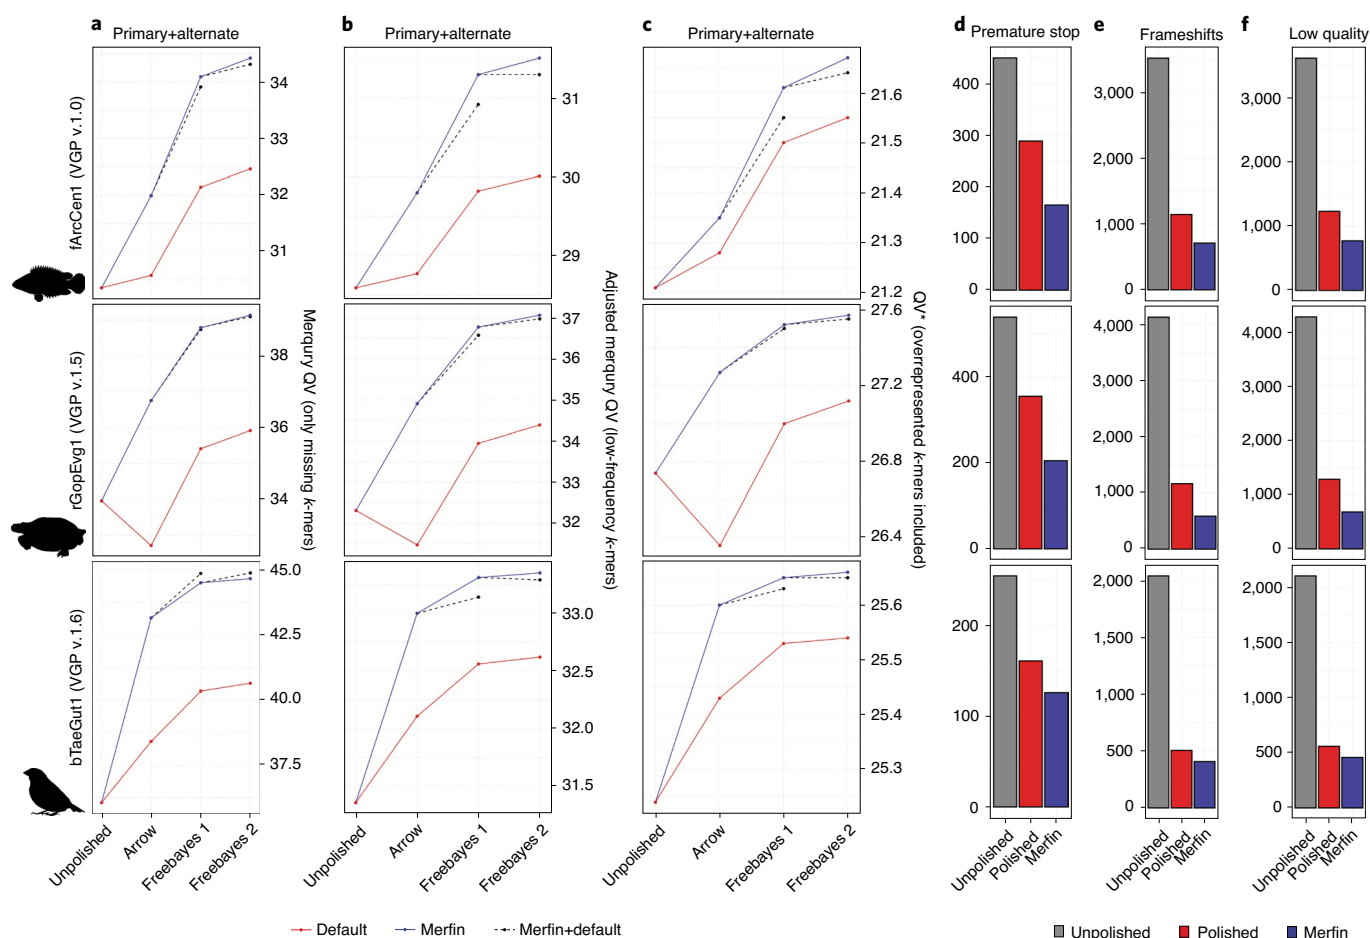 a
b
c
d
e
f
Primary+alternate
Primary+alternate
Primary+alternate
Premature stop
Frameshifts
Low quality
fArcCen1 (VGP v.1.0)
34
33
32
31
31
30
29
21.6
21.5
21.4
21.3
21.2
400
300
200
100
0
3,000
2,000
1,000
0
3,000
2,000
1,000
0
rGopEvg1 (VGP v.1.5)
38
36
34
37
36
35
34
33
32
27.6
27.2
26.8
26.4
400
200
0
4,000
3,000
2,000
1,000
0
4,000
3,000
2,000
1,000
0
bTaeGut1 (VGP v.1.6)
45.0
42.5
40.0
37.5
33.0
32.5
32.0
31.5
25.6
25.5
25.4
25.3
200
100
0
2,000
1,500
1,000
500
0
2,000
1,500
1,000
500
0
Merqury QV (only missing k-mers)
Adjusted merqury QV (low-frequency k-mers)
QV* (overrepresented k-mers included)
Unpolished
Arrow
Freebayes 1
Freebayes 2
Unpolished
Arrow
Freebayes 1
Freebayes 2
Unpolished
Arrow
Freebayes 1
Freebayes 2
Unpolished
Polished
Merfin
Unpolished
Polished
Merfin
Unpolished
Polished
Merfin
Default
Merfin
Merfin+default
Unpolished
Polished
Merfin